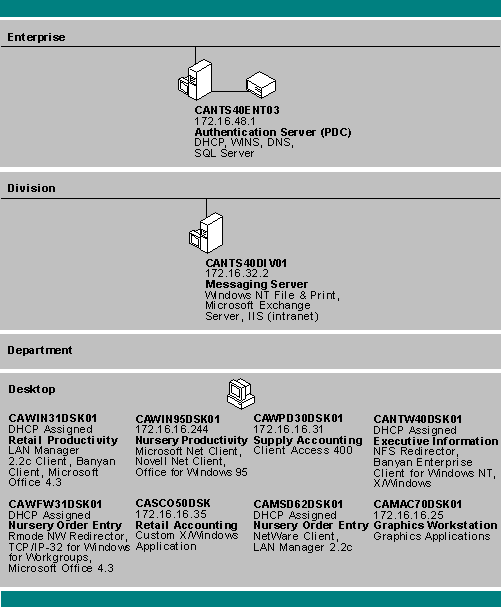 Enterprise
CANTS40ENT03
172.16.48.1
Authentication Server (PDC)
DHCP, WINS, DNS,
SQL Server
Division
CANTS40DIV01
172.16.32.2
Messaging Server
Windows NT File & Print,
Microsoft Exchange
Server, IIS (intranet)
Department
Desktop
CAWIN31DSK01
DHCP Assigned
Retail Productivity
LAN Manager
2.2c Client, Banyan
Client, Microsoft
Office 4.3
CAWIN95DSK01
172.16.16.244
Nursery Productivity
Microsoft Net Client,
Novell Net Client,
Office for Windows 95
CAWPD30DSK01
172.16.16.31
Supply Accounting
Client Access 400
CANTW40DSK01
DHCP Assigned
Executive Information
NFS Redirector,
Banyan Enterprise
Client for Windows NT,
X/Windows
CAWFW31DSK01
DHCP Assigned
Nursery Order Entry
Rmode NW Redirector,
TCP/IP-32 for Windows
for Workgroups,
Microsoft Office 4.3
CASCO50DSK
172.16.16.35
Retail Accounting
Custom X/Windows
Application
CAMSD62DSK01
DHCP Assigned
Nursery Order Entry
NetWare Client,
LAN Manager 2.2c
CAMAC70DSK01
172.16.16.25
Graphics Workstation
Graphics Applications